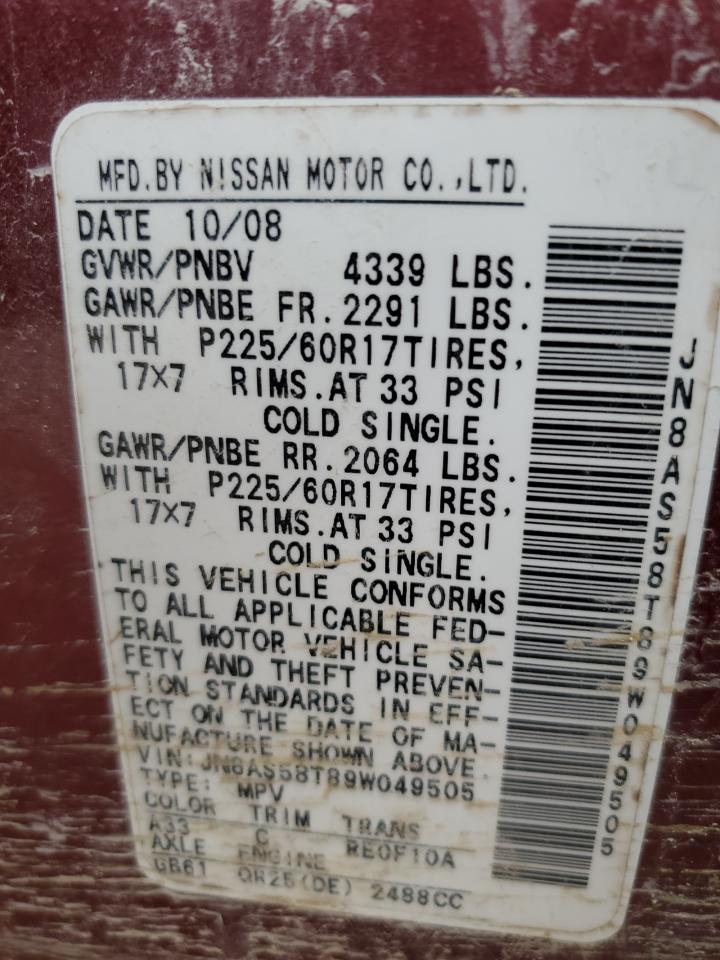 MFD.BY NISSAN MOTOR CO.,LTD.
DATE 10/08
GVWR/PNBV 4339 LBS.
GAWR/PNBE FR.2291 LBS.
WITH P225/60R17TIRES,
17X7 RIMS.AT 33 PSI
COLD SINGLE.
GAWR/PNBE RR.2064 LBS.
WITH P225/60R17TIRES,
17X7 RIMS.AT 33 PSI
COLD SINGLE.
THIS VEHICLE CONFORMS
TO ALL APPLICABLE FED-
ERAL MOTOR VEHICLE SA-
FETY AND THEFT PREVEN-
TION STANDARDS IN EFF-
ECT ON THE DATE OF MA-
NUFACTURE SHOWN ABOVE.
VIN:JN8AS58T89W049505
TYPE: MPV
COLOR TRIM TRANS
A33 C RE0F10A
AXLE ENGINE
GB61 QR25(DE) 2488CC
JN8AS58T89W049505